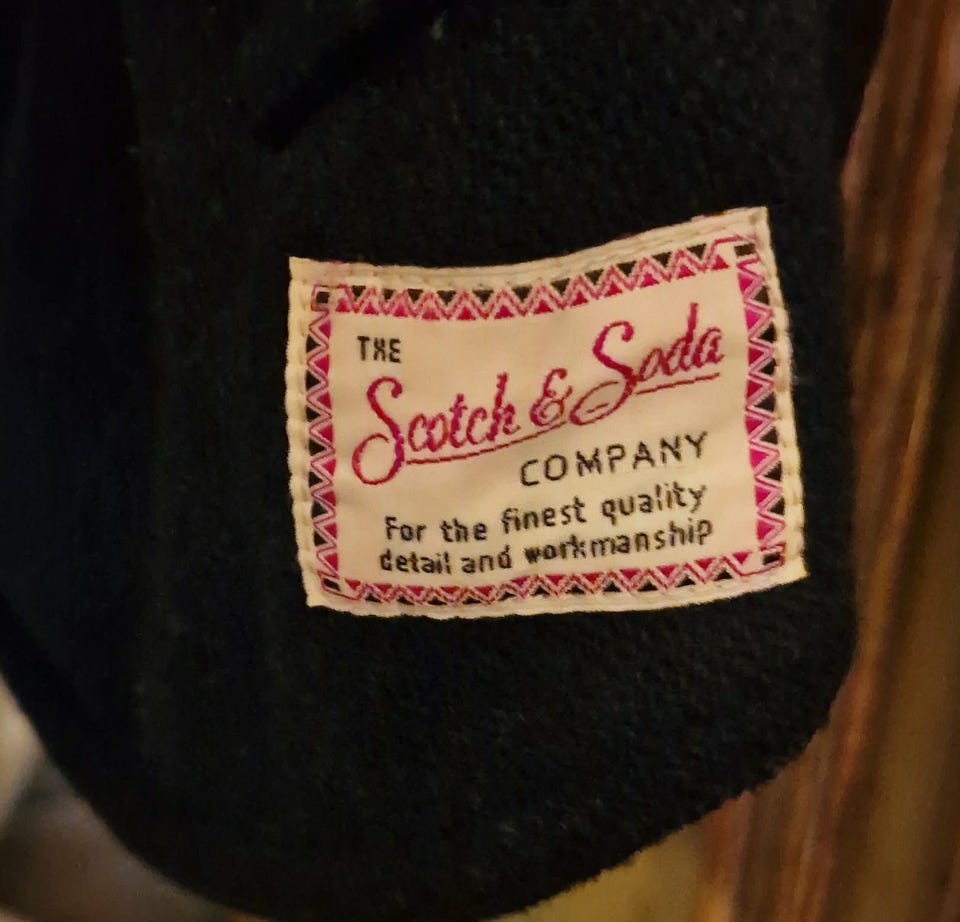 THE
Scotch & Soda
COMPANY
For the finest quality
detail and workmanship